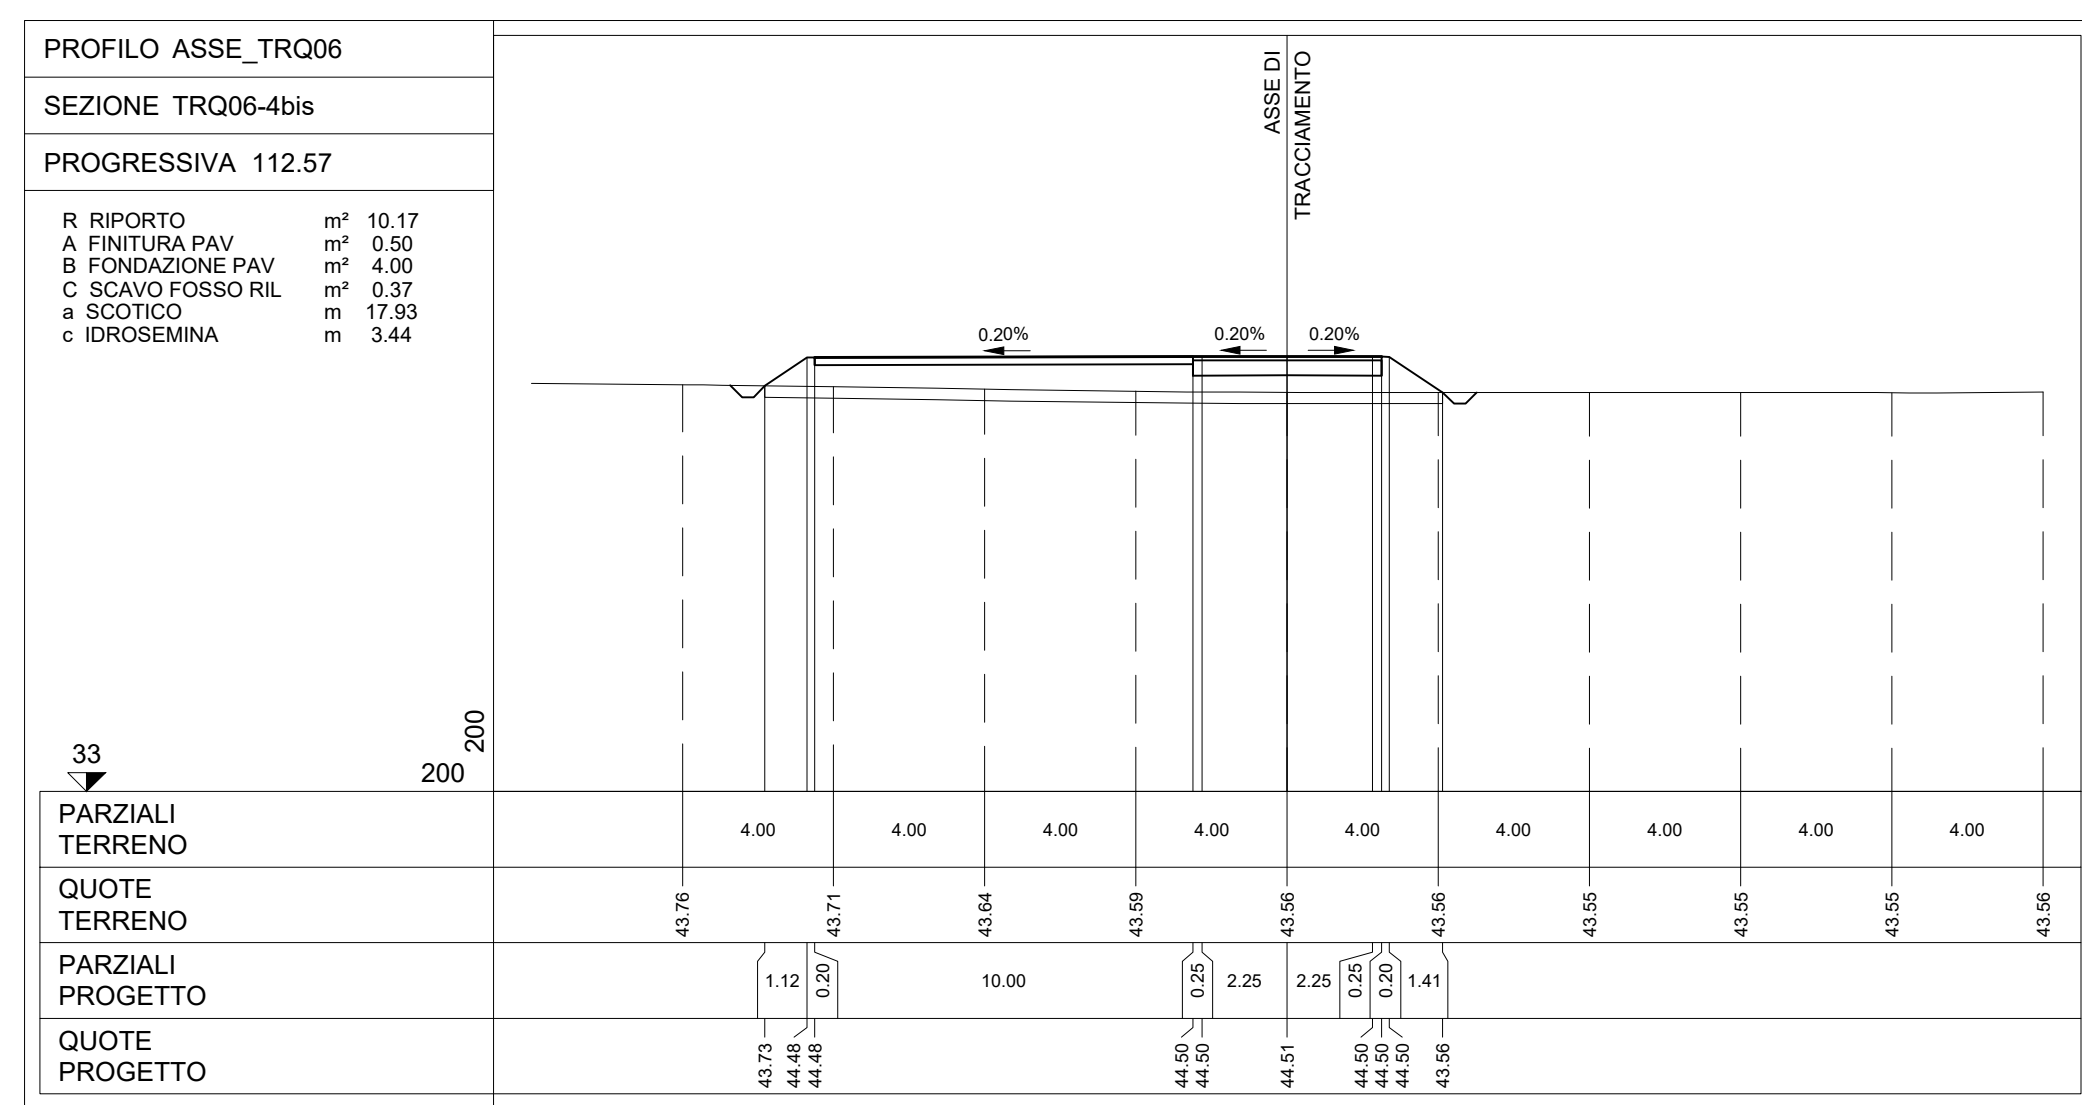 PROFILO ASSE_TRQ06
SEZIONE TRQ06-4bis
PROGRESSIVA 112.57
R RIPORTO m² 10.17
A FINITURA PAV m² 0.50
B FONDAZIONE PAV m² 4.00
C SCAVO FOSSO RIL m² 0.37
a SCOTICO m 17.93
c IDROSEMINA m 3.44
ASSE DI
TRACCIAMENTO
0.20% 0.20% 0.20%
33
200
200
PARZIALI
TERRENO
4.00 4.00 4.00 4.00 4.00 4.00 4.00 4.00 4.00
QUOTE
TERRENO
43.76 43.71 43.64 43.59 43.56 43.56 43.55 43.55 43.55 43.56
PARZIALI
PROGETTO
1.12 0.20 10.00 0.25 2.25 2.25 0.25 0.20 1.41
QUOTE
PROGETTO
43.73 44.48 44.48 44.50 44.50 44.51 44.50 44.50 44.50 43.56